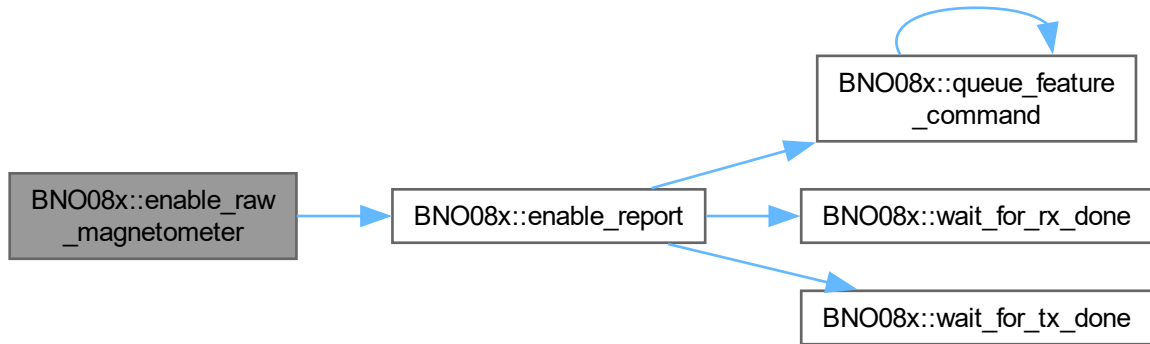 BNO08x::enable_raw
_magnetometer
BNO08x::enable_report
BNO08x::queue_feature
_command
BNO08x::wait_for_rx_done
BNO08x::wait_for_tx_done